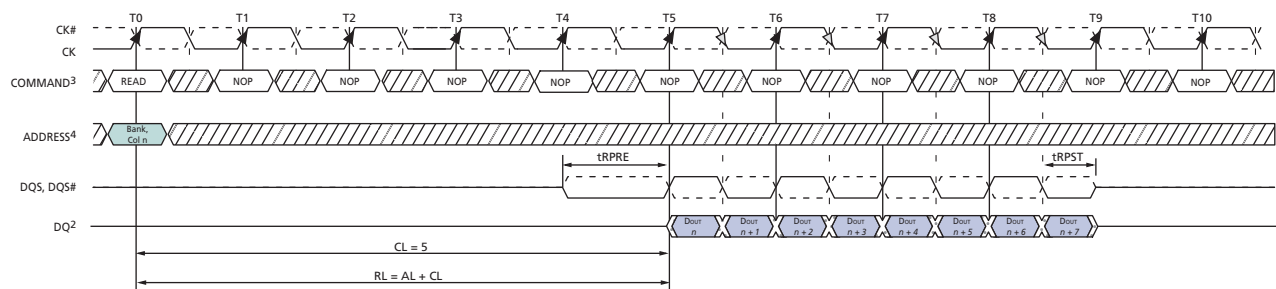 T0 T1 T2 T3 T4 T5 T6 T7 T8 T9 T10
CK#
CK
COMMAND3 READ NOP NOP NOP NOP NOP NOP NOP NOP NOP NOP
ADDRESS4 Bank,
Col n
tRPRE tRPST
DQS, DQS#
DQ2 DOUT n DOUT n + 1 DOUT n + 2 DOUT n + 3 DOUT n + 4 DOUT n + 5 DOUT n + 6 DOUT n + 7
CL = 5
RL = AL + CL